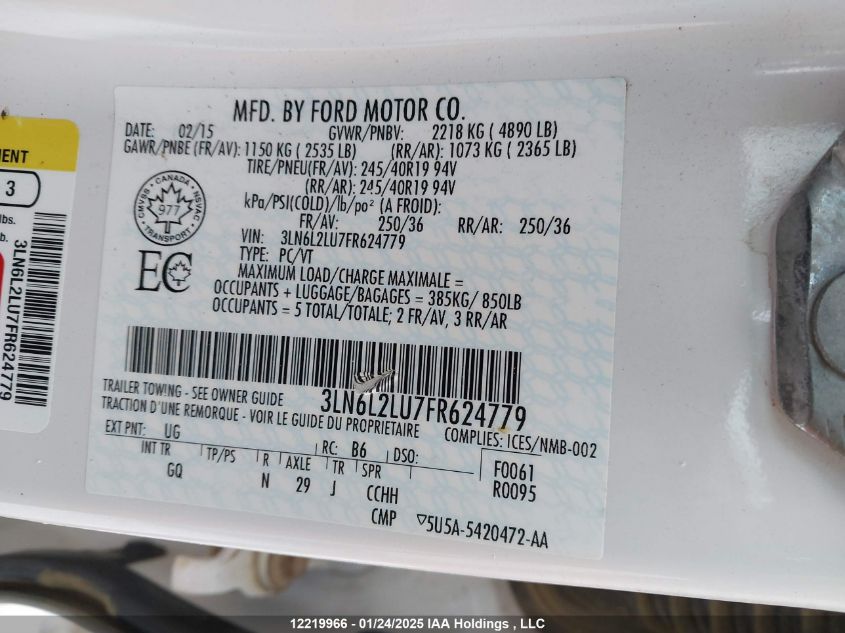 MFD. BY FORD MOTOR CO.
DATE: 02/15 GVWR/PNBV: 2218 KG ( 4890 LB)
GAWR/PNBE (FR/AV): 1150 KG ( 2535 LB) (RR/AR): 1073 KG ( 2365 LB)
TIRE/PNEU(FR/AV): 245/40R19 94V
(RR/AR): 245/40R19 94V
kPa/PSI(COLD)/lb/po² (A FROID):
FR/AV: 250/36 RR/AR: 250/36
VIN: 3LN6L2LU7FR624779
TYPE: PC/VT
MAXIMUM LOAD/CHARGE MAXIMALE =
OCCUPANTS + LUGGAGE/BAGAGES = 385KG/ 850LB
OCCUPANTS = 5 TOTAL/TOTALE; 2 FR/AV, 3 RR/AR
CANADA
CMVSS NSVAC
977
TRANSPORT
EC
TRAILER TOWING - SEE OWNER GUIDE 3LN6L2LU7FR624779
TRACTION D'UNE REMORQUE - VOIR LE GUIDE DU PROPRIETAIRE COMPLIES: ICES/NMB-002
EXT PNT: UG RC: B6 DSO:
INT TR TP/PS R AXLE TR SPR F0061
GQ N 29 J CCHH R0095
CMP ▽5U5A-5420472-AA
MENT
3
lbs.
b.
3LN6L2LU7FR624779
12219966 - 01/24/2025 IAA Holdings , LLC